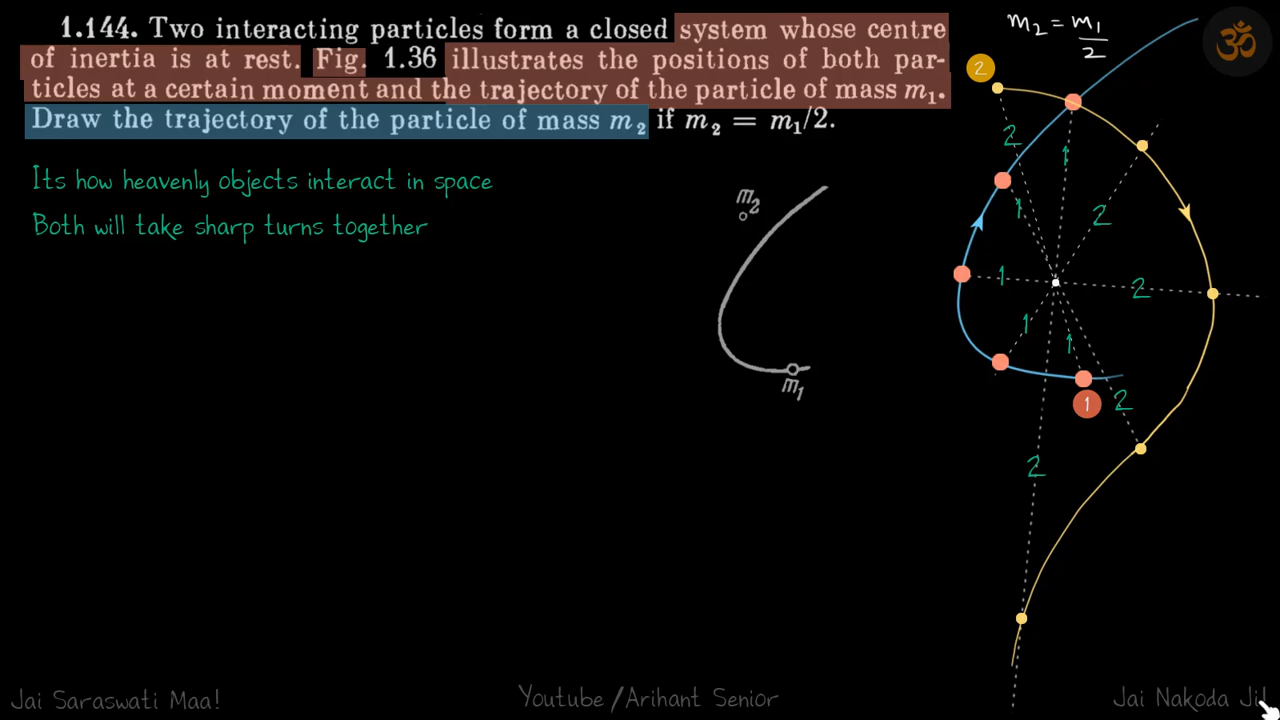 1.144. Two interacting particles form a closed system whose centre
of inertia is at rest. Fig. 1.36 illustrates the positions of both par-
ticles at a certain moment and the trajectory of the particle of mass m₁.
Draw the trajectory of the particle of mass m₂ if m₂ = m₁/2.
Its how heavenly objects interact in space
Both will take sharp turns together
m₂
m₁
m₂ = m₁/2
ॐ
2
2
1
1
2
1
2
1
1
2
1
2
Jai Saraswati Maa!
Youtube /Arihant Senior
Jai Nakoda Ji!